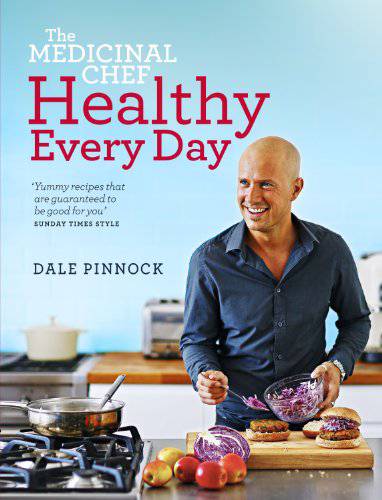 The
MEDICINAL
CHEF
Healthy
Every Day
‘Yummy recipes that
are guaranteed to
be good for you’
SUNDAY TIMES STYLE
DALE PINNOCK